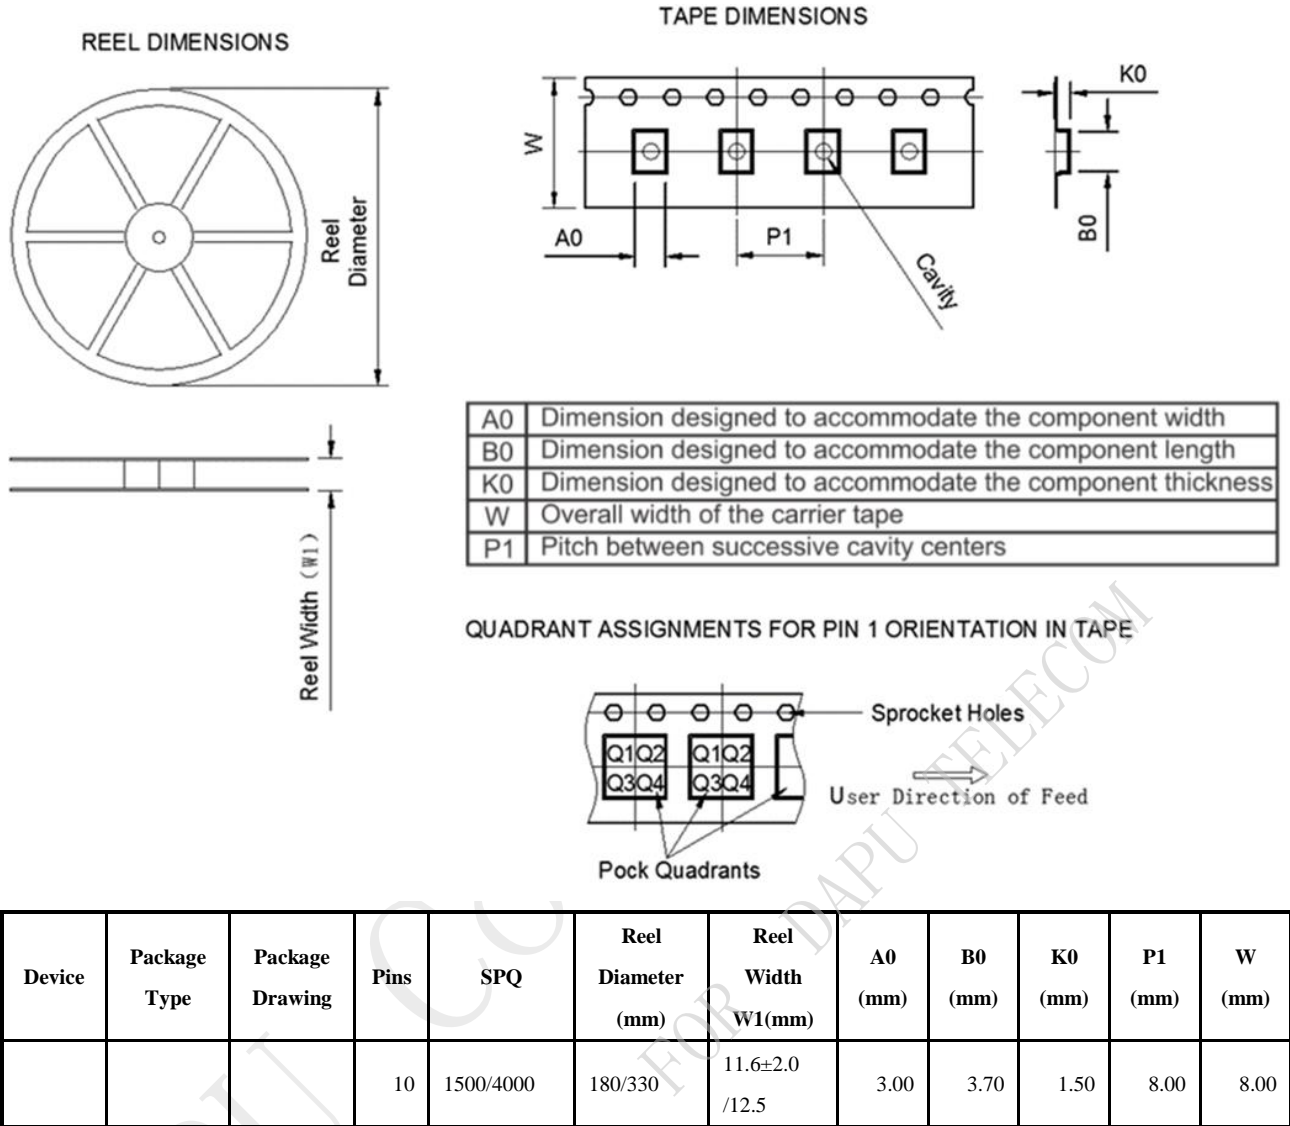 REEL DIMENSIONS
Reel
Diameter
Reel Width (W1)
TAPE DIMENSIONS
W
A0
P1
Cavity
K0
B0
A0 Dimension designed to accommodate the component width
B0 Dimension designed to accommodate the component length
K0 Dimension designed to accommodate the component thickness
W Overall width of the carrier tape
P1 Pitch between successive cavity centers
QUADRANT ASSIGNMENTS FOR PIN 1 ORIENTATION IN TAPE
Q1 Q2 Q1 Q2
Q3 Q4 Q3 Q4
Sprocket Holes
User Direction of Feed
Pock Quadrants
FOR DAPU TELECOM
Device Package Type Package Drawing Pins SPQ Reel Diameter (mm) Reel Width W1(mm) A0 (mm) B0 (mm) K0 (mm) P1 (mm) W (mm)
10 1500/4000 180/330 11.6±2.0 /12.5 3.00 3.70 1.50 8.00 8.00